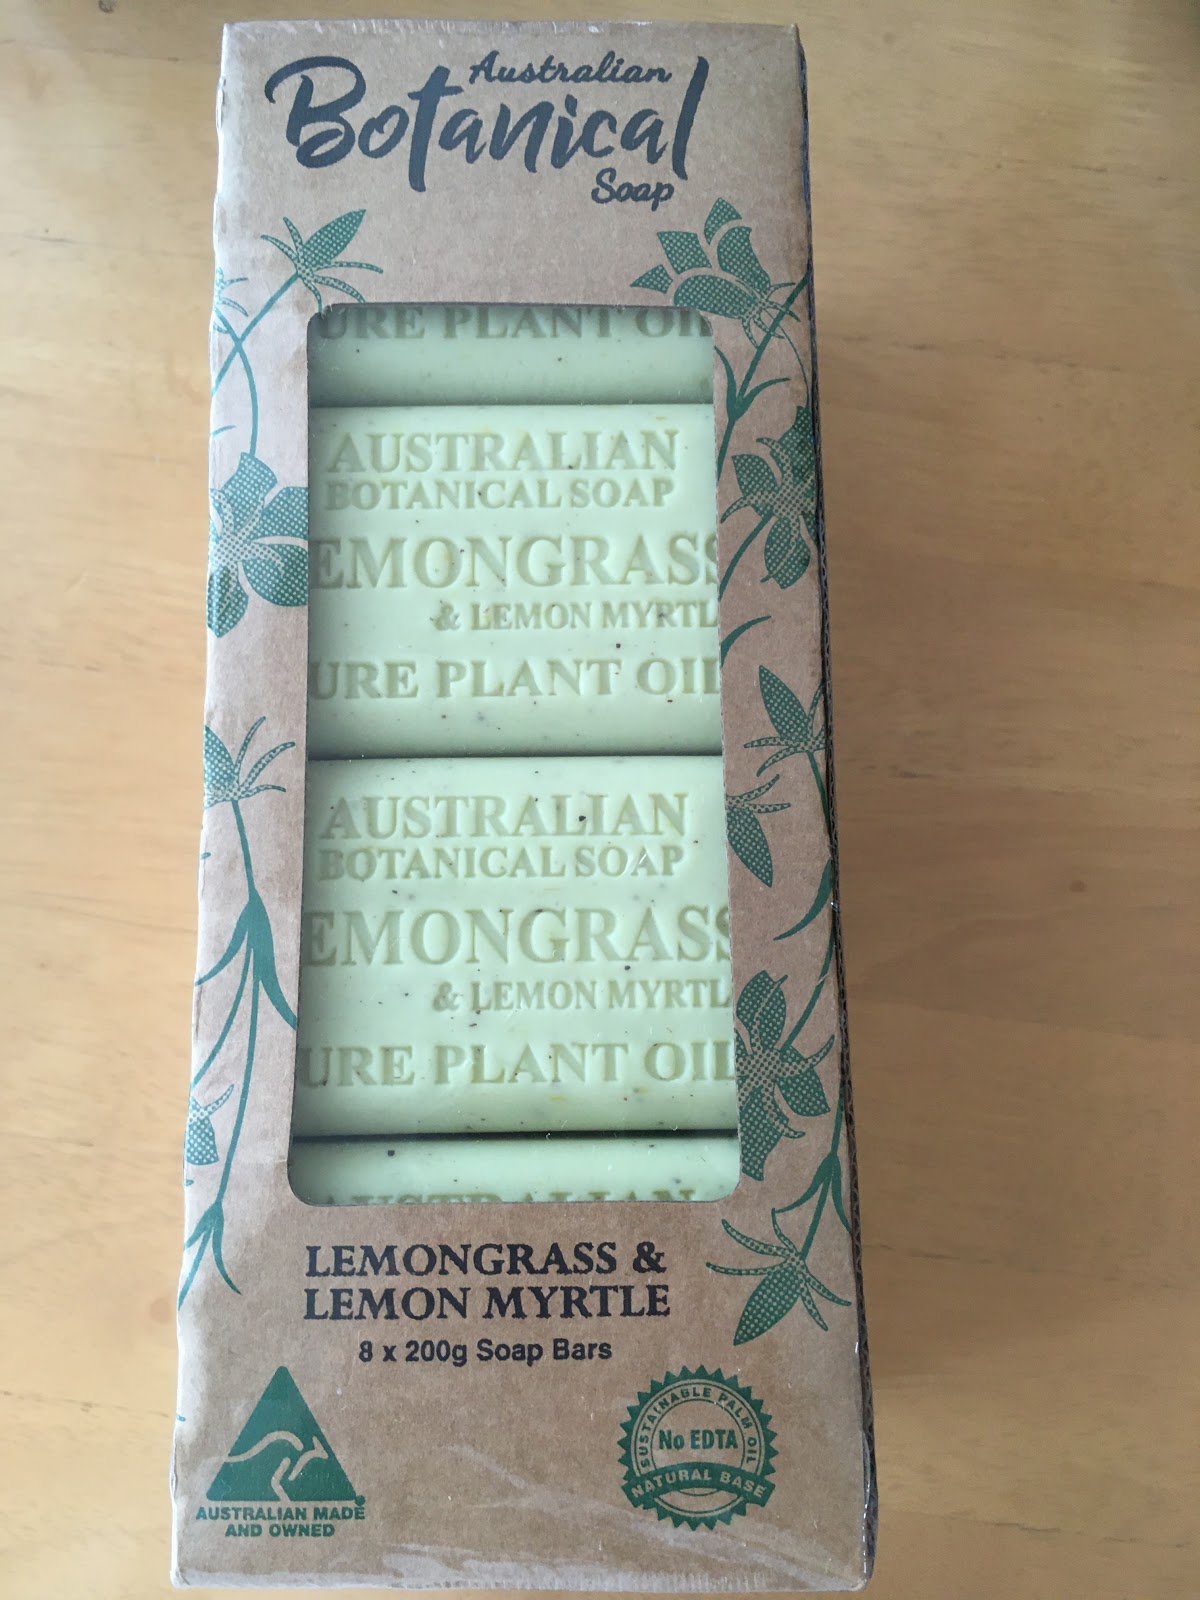 Australian
Botanical
Soap
URE PLANT OIL
AUSTRALIAN
BOTANICAL SOAP
EMONGRASS
& LEMON MYRTL
URE PLANT OIL
AUSTRALIAN
BOTANICAL SOAP
EMONGRASS
& LEMON MYRTL
URE PLANT OIL
AUSTRALIAN
LEMONGRASS &
LEMON MYRTLE
8 x 200g Soap Bars
AUSTRALIAN MADE
AND OWNED
SUSTAINABLE PALM OIL
No EDTA
NATURAL BASE